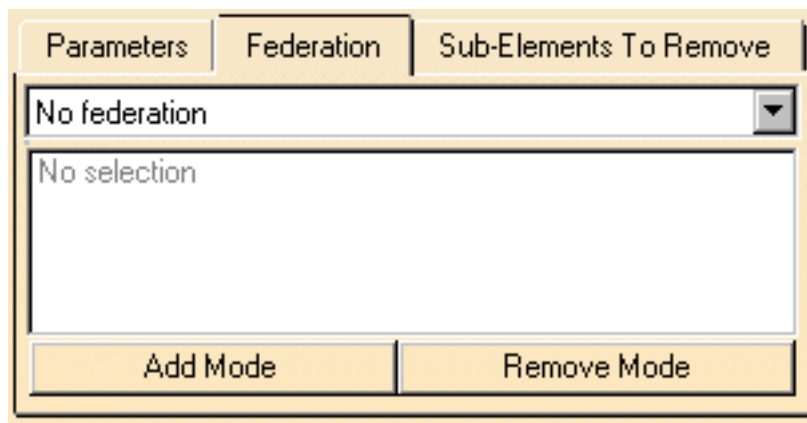 Parameters Federation Sub-Elements To Remove
No federation
No selection
Add Mode Remove Mode